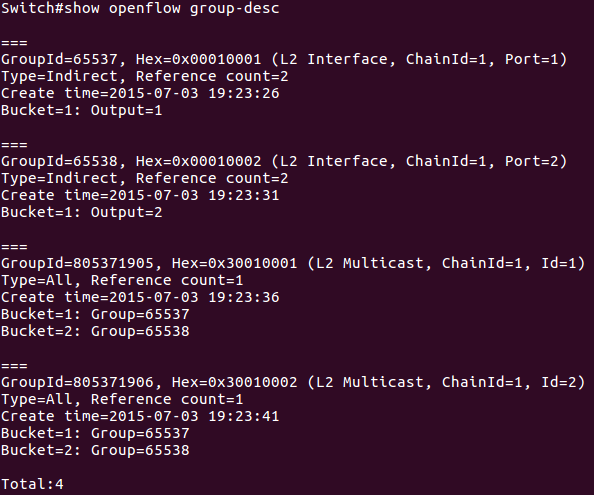 Switch#show openflow group-desc
===
GroupId=65537, Hex=0x00010001 (L2 Interface, ChainId=1, Port=1)
Type=Indirect, Reference count=2
Create time=2015-07-03 19:23:26
Bucket=1: Output=1
===
GroupId=65538, Hex=0x00010002 (L2 Interface, ChainId=1, Port=2)
Type=Indirect, Reference count=2
Create time=2015-07-03 19:23:31
Bucket=1: Output=2
===
GroupId=805371905, Hex=0x30010001 (L2 Multicast, ChainId=1, Id=1)
Type=All, Reference count=1
Create time=2015-07-03 19:23:36
Bucket=1: Group=65537
Bucket=2: Group=65538
===
GroupId=805371906, Hex=0x30010002 (L2 Multicast, ChainId=1, Id=2)
Type=All, Reference count=1
Create time=2015-07-03 19:23:41
Bucket=1: Group=65537
Bucket=2: Group=65538
Total:4